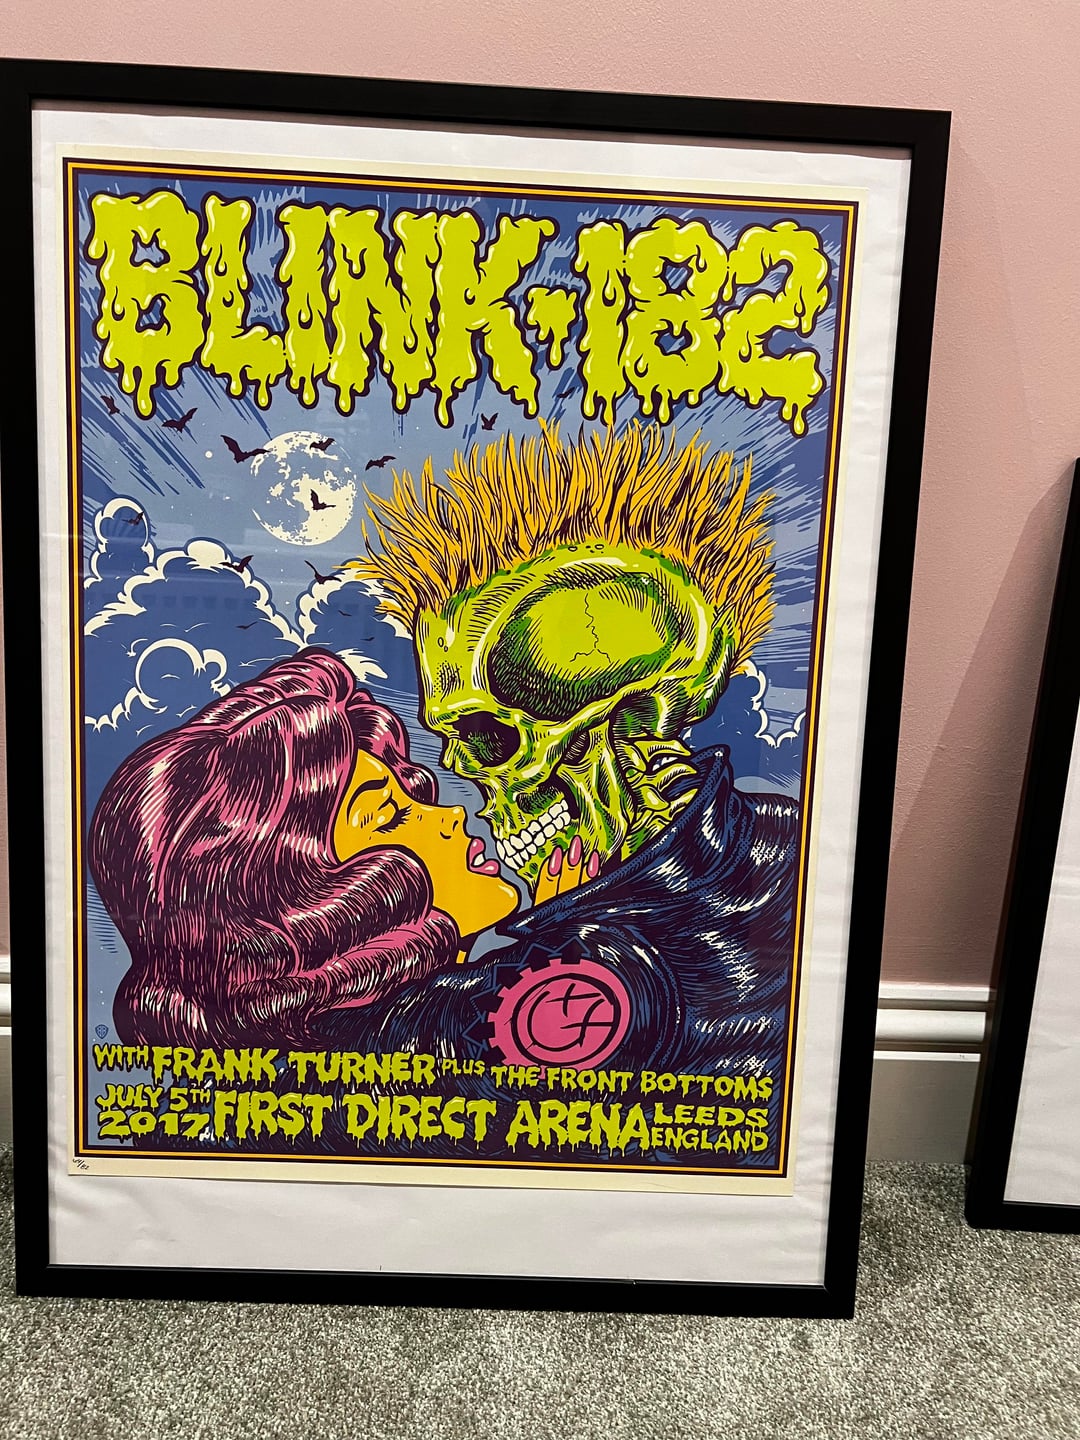 BLINK-182
WITH FRANK TURNER PLUS THE FRONT BOTTOMS
JULY 5TH 2017 FIRST DIRECT ARENA LEEDS ENGLAND